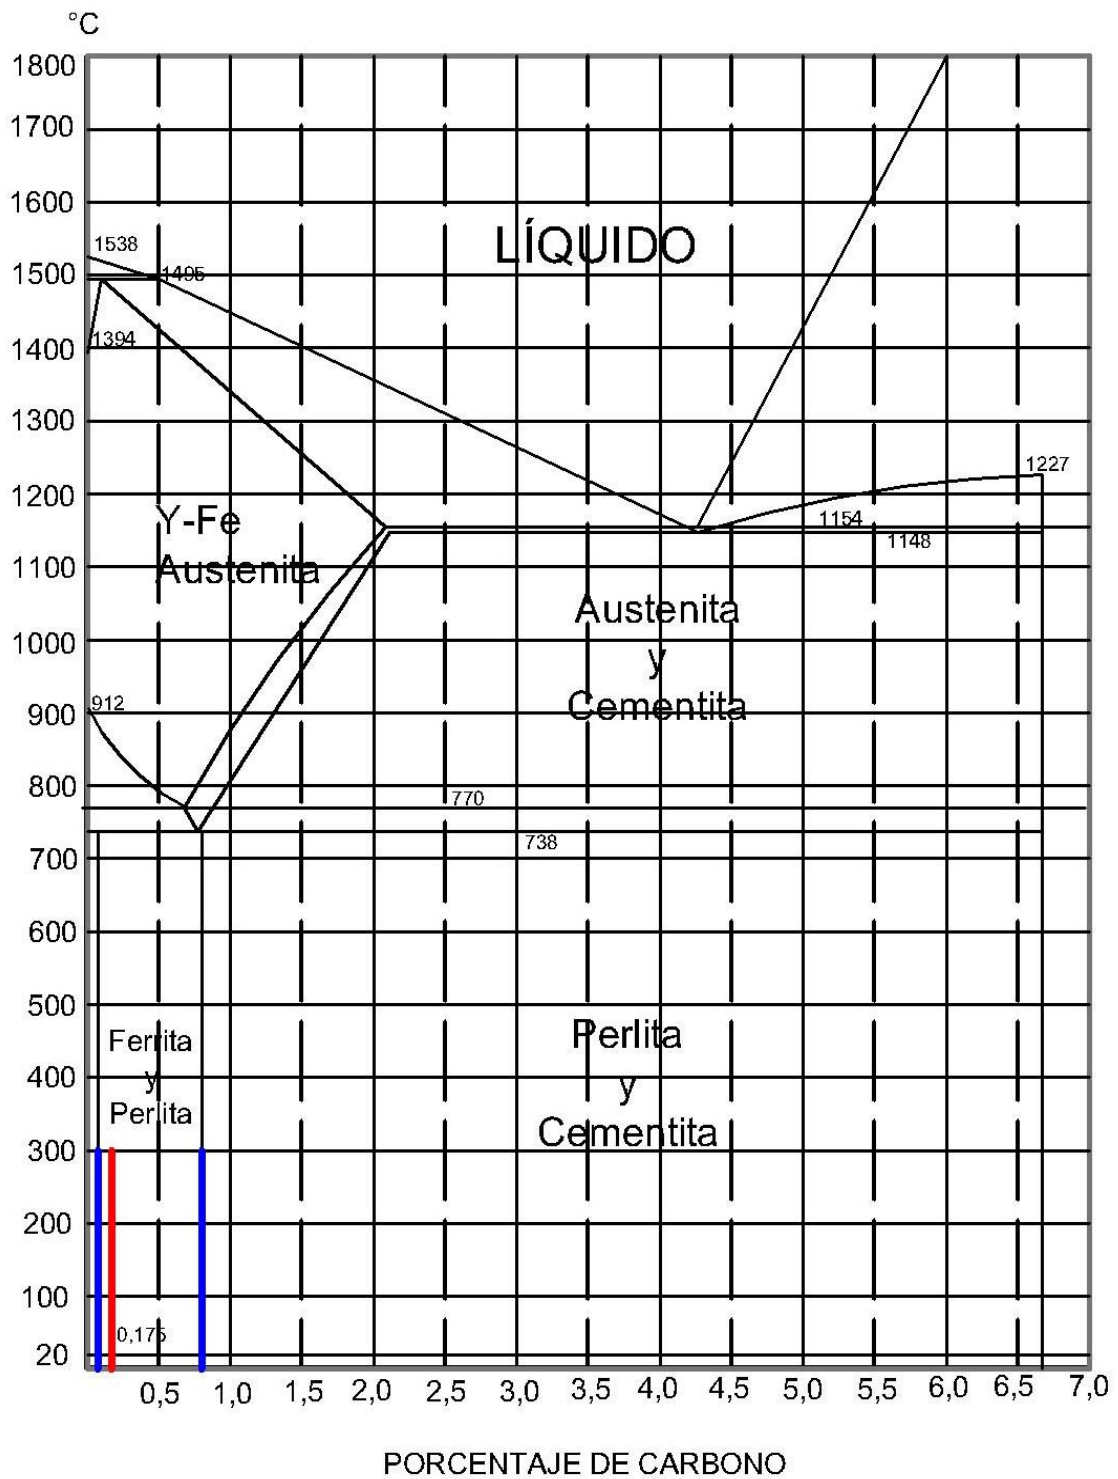 °C
1800
1700
1600
LÍQUIDO
1538
1500
1495
1394
1400
1300
1227
1200
Y-Fe
1154
1148
1100
Austenita
Austenita
1000
y
912
Cementita
900
800
770
738
700
600
500
Ferrita
y
Perlita
Perlita
y
Cementita
400
300
200
100
0,175
20
0,5 1,0 1,5 2,0 2,5 3,0 3,5 4,0 4,5 5,0 5,5 6,0 6,5 7,0
PORCENTAJE DE CARBONO